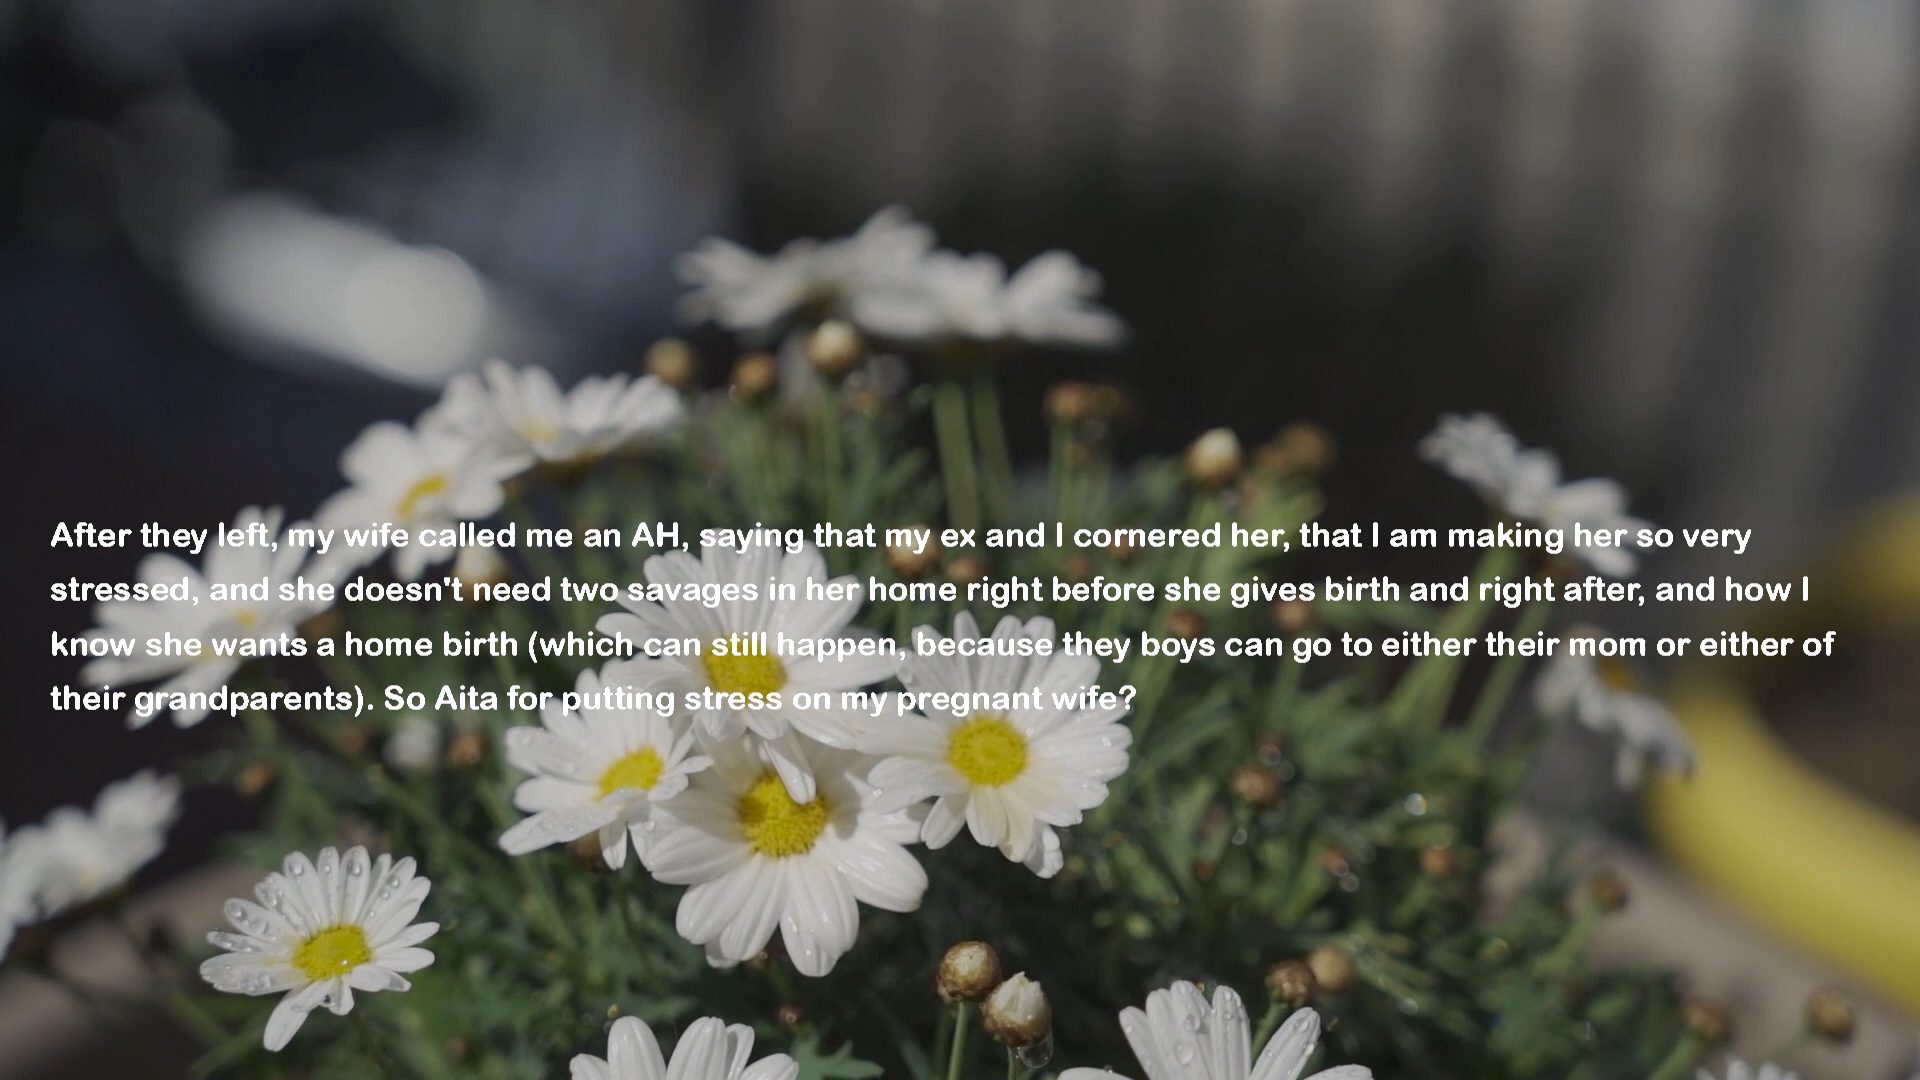 After they left, my wife called me an AH, saying that my ex and I cornered her, that I am making her so very
stressed, and she doesn't need two savages in her home right before she gives birth and right after, and how I
know she wants a home birth (which can still happen, because they boys can go to either their mom or either of
their grandparents). So Aita for putting stress on my pregnant wife?